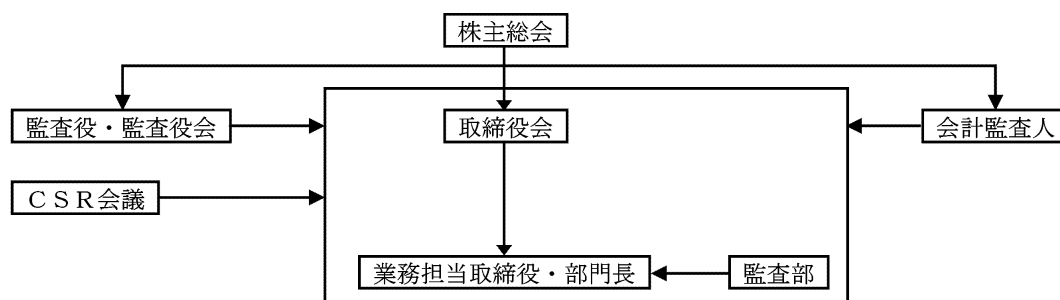 株主総会
監査役・監査役会
取締役会
会計監査人
ＣＳＲ会議
業務担当取締役・部門長
監査部